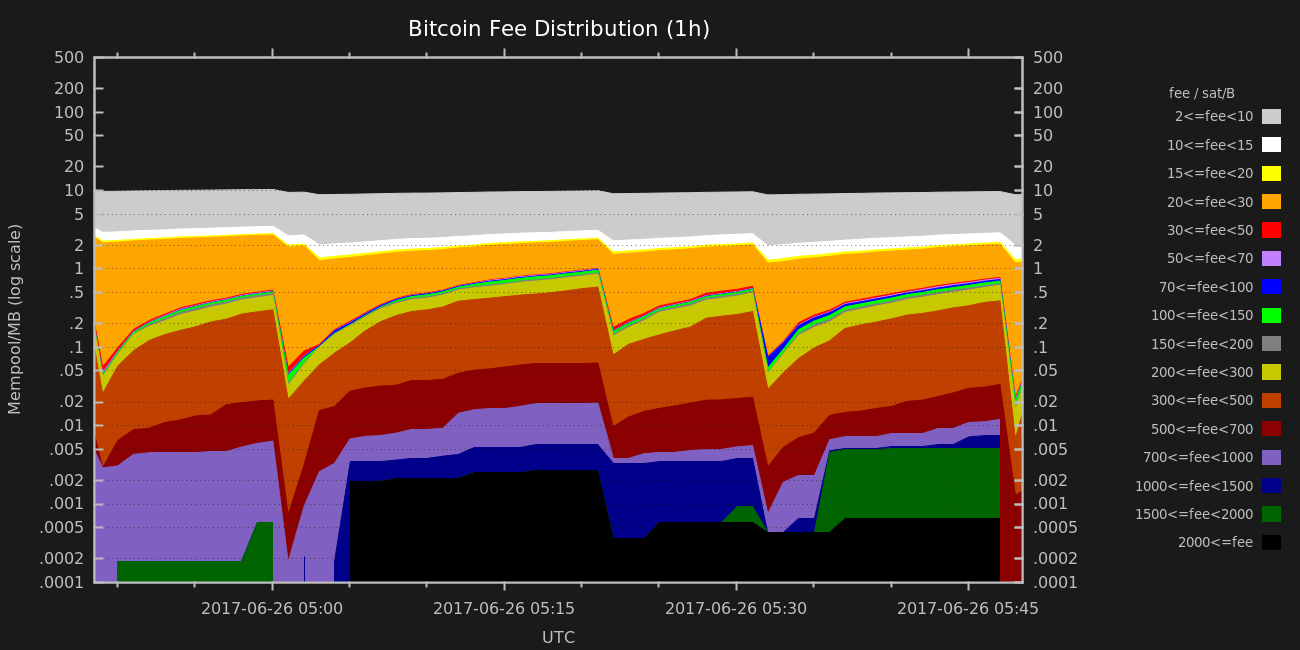 Bitcoin Fee Distribution (1h)
500 500
200 200
100 100
50 50
20 20
10 10
5 5
2 2
1 1
.5 .5
.2 .2
.1 .1
.05 .05
.02 .02
.01 .01
.005 .005
.002 .002
.001 .001
.0005 .0005
.0002 .0002
.0001 .0001
Mempool/MB (log scale)
2017-06-26 05:00 2017-06-26 05:15 2017-06-26 05:30 2017-06-26 05:45
UTC
fee / sat/B
2<=fee<10
10<=fee<15
15<=fee<20
20<=fee<30
30<=fee<50
50<=fee<70
70<=fee<100
100<=fee<150
150<=fee<200
200<=fee<300
300<=fee<500
500<=fee<700
700<=fee<1000
1000<=fee<1500
1500<=fee<2000
2000<=fee